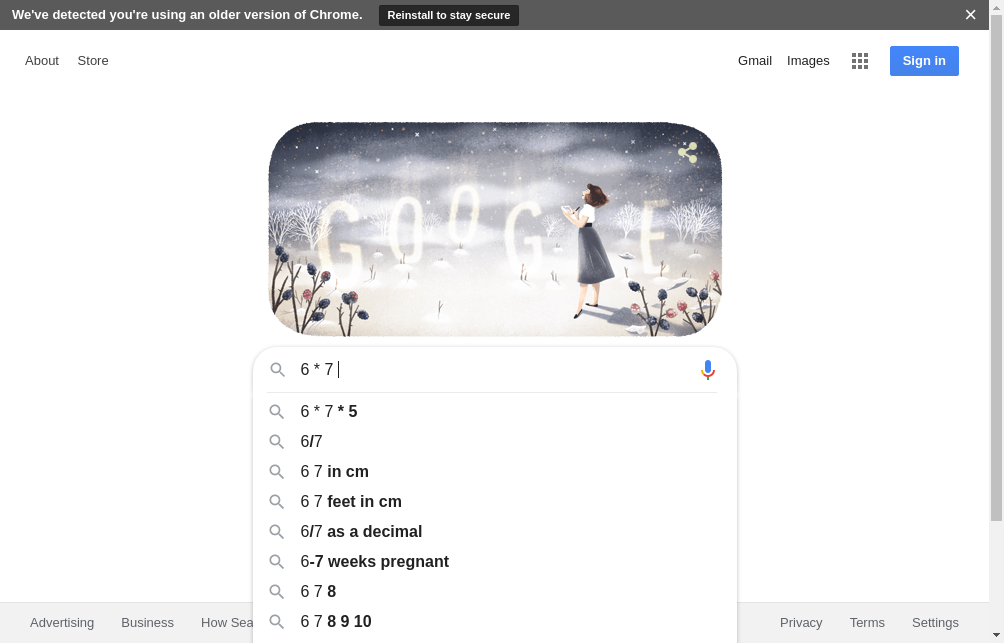 We've detected you're using an older version of Chrome. Reinstall to stay secure
About Store Gmail Images Sign in
GOOGLE
6 * 7
6 * 7 * 5
6/7
6 7 in cm
6 7 feet in cm
6/7 as a decimal
6-7 weeks pregnant
6 7 8
6 7 8 9 10
Advertising Business How Sea Privacy Terms Settings